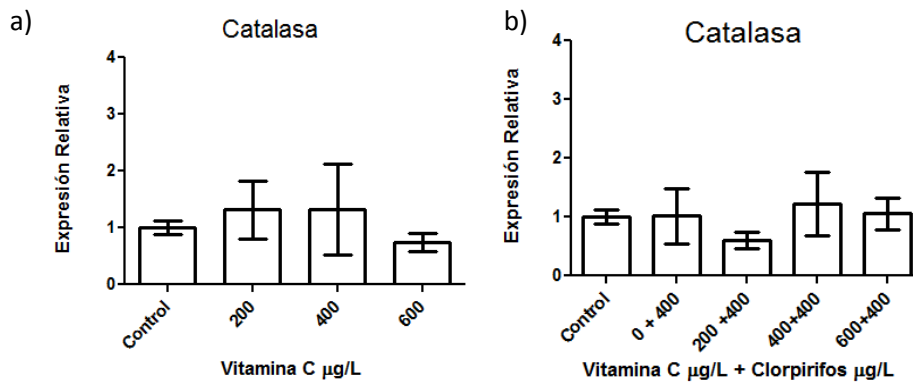 a)
Catalasa
4
3
2
1
0
Expresión Relativa
Control
200
400
600
Vitamina C µg/L
b)
Catalasa
4
3
2
1
0
Expresión Relativa
Control
0 + 400
200 +400
400+400
600+400
Vitamina C µg/L + Clorpirifos µg/L